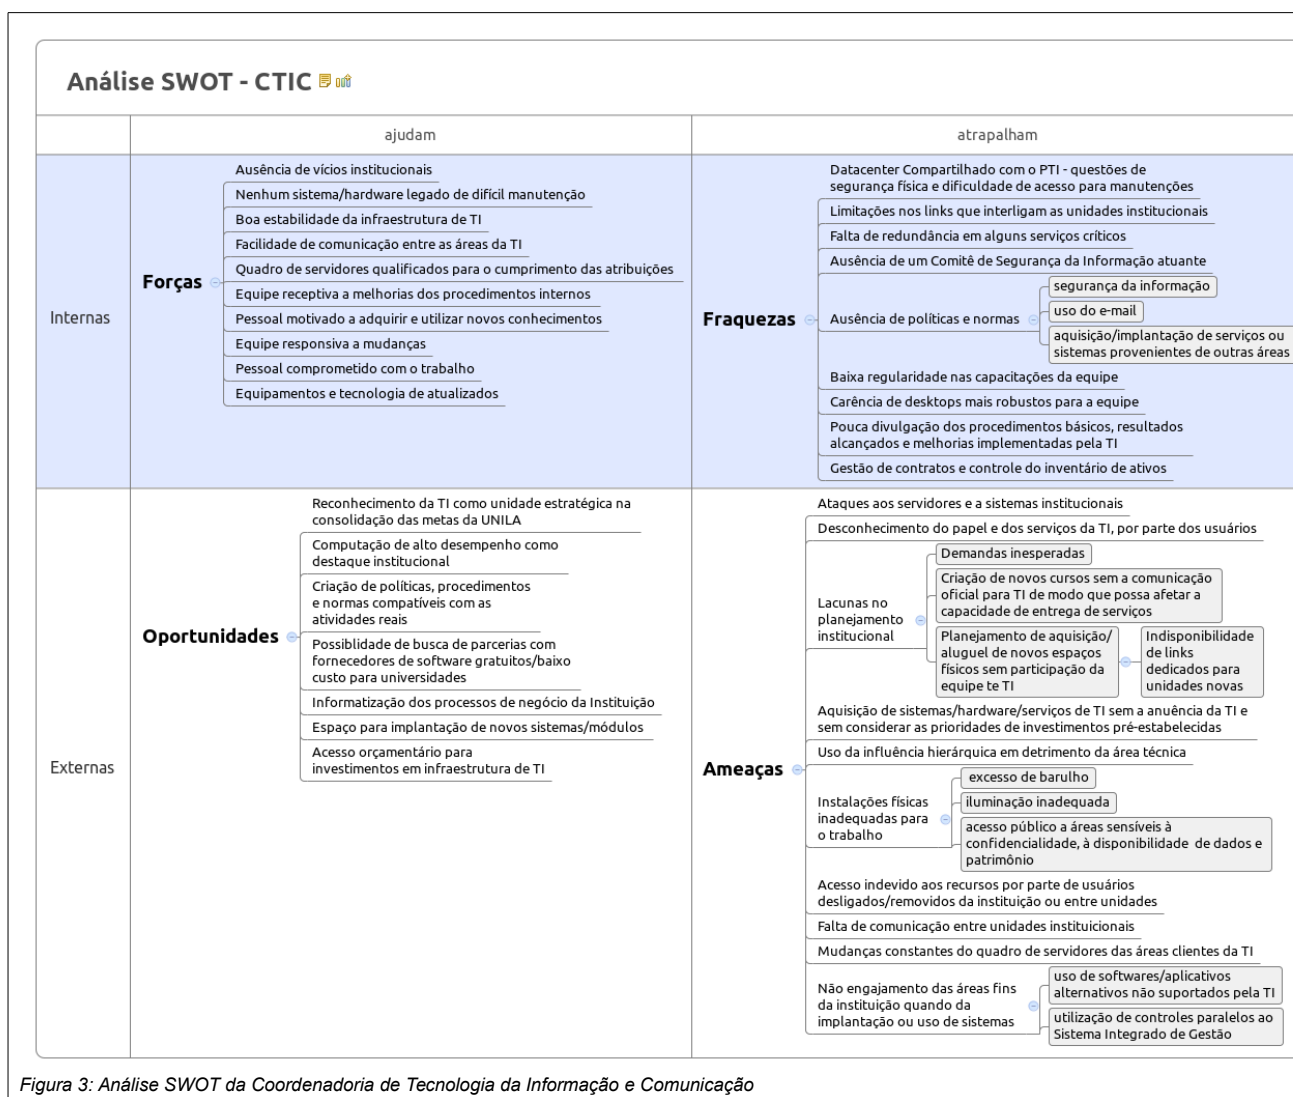 Análise SWOT - CTIC
ajudam
atrapalham
Internas
Forças
Ausência de vícios institucionais
Nenhum sistema/hardware legado de difícil manutenção
Boa estabilidade da infraestrutura de TI
Facilidade de comunicação entre as áreas da TI
Quadro de servidores qualificados para o cumprimento das atribuições
Equipe receptiva a melhorias dos procedimentos internos
Pessoal motivado a adquirir e utilizar novos conhecimentos
Equipe responsiva a mudanças
Pessoal comprometido com o trabalho
Equipamentos e tecnologia de atualizados
Fraquezas
Datacenter Compartilhado com o PTI - questões de
segurança física e dificuldade de acesso para manutenções
Limitações nos links que interligam as unidades institucionais
Falta de redundância em alguns serviços críticos
Ausência de um Comitê de Segurança da Informação atuante
Ausência de políticas e normas
segurança da informação
uso do e-mail
aquisição/implantação de serviços ou
sistemas provenientes de outras áreas
Baixa regularidade nas capacitações da equipe
Carência de desktops mais robustos para a equipe
Pouca divulgação dos procedimentos básicos, resultados
alcançados e melhorias implementadas pela TI
Gestão de contratos e controle do inventário de ativos
Externas
Oportunidades
Reconhecimento da TI como unidade estratégica na
consolidação das metas da UNILA
Computação de alto desempenho como
destaque institucional
Criação de políticas, procedimentos
e normas compatíveis com as
atividades reais
Possiblidade de busca de parcerias com
fornecedores de software gratuitos/baixo
custo para universidades
Informatização dos processos de negócio da Instituição
Espaço para implantação de novos sistemas/módulos
Acesso orçamentário para
investimentos em infraestrutura de TI
Ameaças
Ataques aos servidores e a sistemas institucionais
Desconhecimento do papel e dos serviços da TI, por parte dos usuários
Lacunas no
planejamento
institucional
Demandas inesperadas
Criação de novos cursos sem a comunicação
oficial para TI de modo que possa afetar a
capacidade de entrega de serviços
Planejamento de aquisição/
aluguel de novos espaços
físicos sem participação da
equipe te TI
Indisponibilidade
de links
dedicados para
unidades novas
Aquisição de sistemas/hardware/serviços de TI sem a anuência da TI e
sem considerar as prioridades de investimentos pré-estabelecidas
Uso da influência hierárquica em detrimento da área técnica
Instalações físicas
inadequadas para
o trabalho
excesso de barulho
iluminação inadequada
acesso público a áreas sensíveis à
confidencialidade, à disponibilidade de dados e
patrimônio
Acesso indevido aos recursos por parte de usuários
desligados/removidos da instituição ou entre unidades
Falta de comunicação entre unidades instituicionais
Mudanças constantes do quadro de servidores das áreas clientes da TI
Não engajamento das áreas fins
da instituição quando da
implantação ou uso de sistemas
uso de softwares/aplicativos
alternativos não suportados pela TI
utilização de controles paralelos ao
Sistema Integrado de Gestão
Figura 3: Análise SWOT da Coordenadoria de Tecnologia da Informação e Comunicação